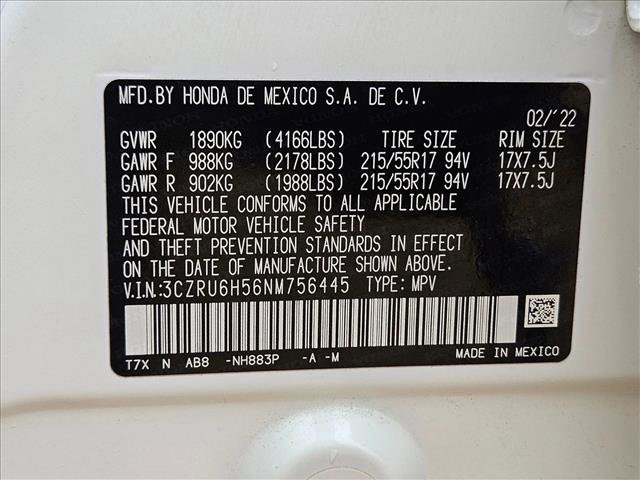 MFD.BY HONDA DE MEXICO S.A. DE C.V.
02/´22
GVWR 1890KG (4166LBS) TIRE SIZE RIM SIZE
GAWR F 988KG (2178LBS) 215/55R17 94V 17X7.5J
GAWR R 902KG (1988LBS) 215/55R17 94V 17X7.5J
THIS VEHICLE CONFORMS TO ALL APPLICABLE
FEDERAL MOTOR VEHICLE SAFETY
AND THEFT PREVENTION STANDARDS IN EFFECT
ON THE DATE OF MANUFACTURE SHOWN ABOVE.
V.I.N.:3CZRU6H56NM756445 TYPE: MPV
T7X N AB8 -NH883P -A -M MADE IN MEXICO